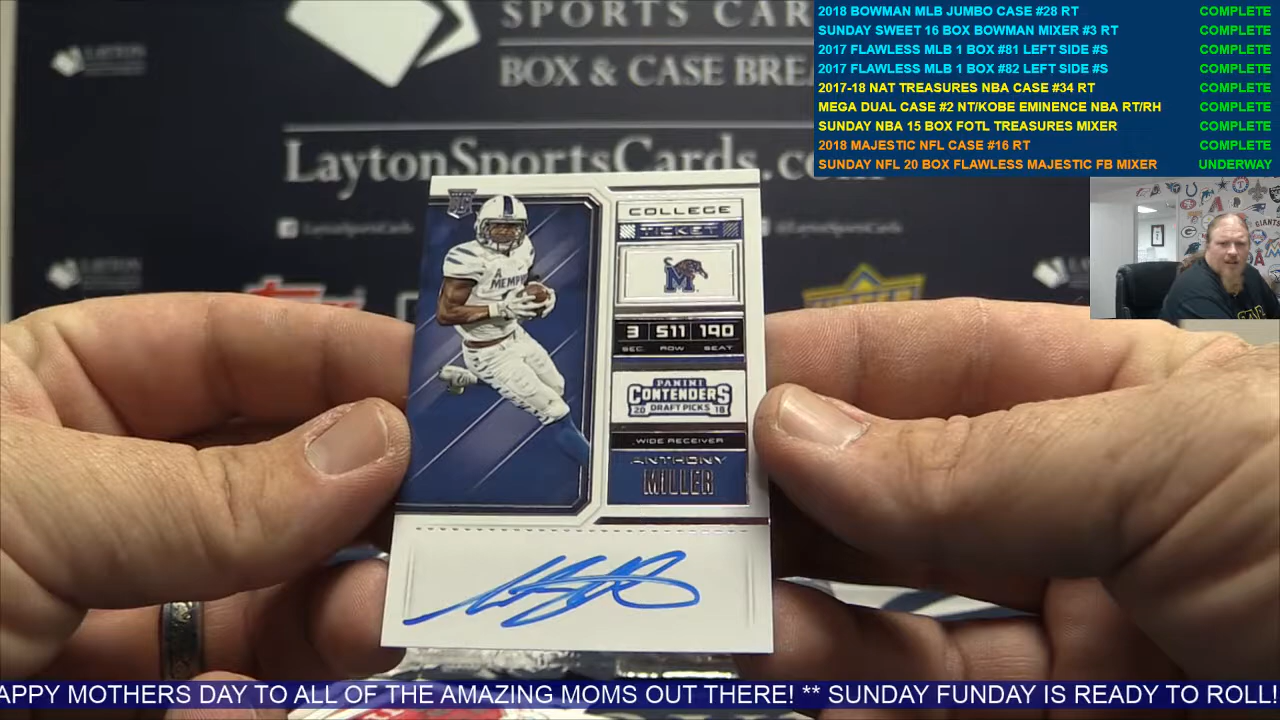 SPORTS CAR
BOX & CASE BREA
LaytonSportsCards.com
LAYTON
2018 BOWMAN MLB JUMBO CASE #28 RT COMPLETE
SUNDAY SWEET 16 BOX BOWMAN MIXER #3 RT COMPLETE
2017 FLAWLESS MLB 1 BOX #81 LEFT SIDE #S COMPLETE
2017 FLAWLESS MLB 1 BOX #82 LEFT SIDE #S COMPLETE
2017-18 NAT TREASURES NBA CASE #34 RT COMPLETE
MEGA DUAL CASE #2 NT/KOBE EMINENCE NBA RT/RH COMPLETE
SUNDAY NBA 15 BOX FOTL TREASURES MIXER COMPLETE
2018 MAJESTIC NFL CASE #16 RT COMPLETE
SUNDAY NFL 20 BOX FLAWLESS MAJESTIC FB MIXER UNDERWAY
GIANTS
RC
MEMPHIS
COLLEGE
TICKET
M
3 511 190
SEC. ROW SEAT
PANINI
CONTENDERS
20 DRAFT PICKS 18
WIDE RECEIVER
ANTHONY
MILLER
APPY MOTHERS DAY TO ALL OF THE AMAZING MOMS OUT THERE! ** SUNDAY FUNDAY IS READY TO ROLL!